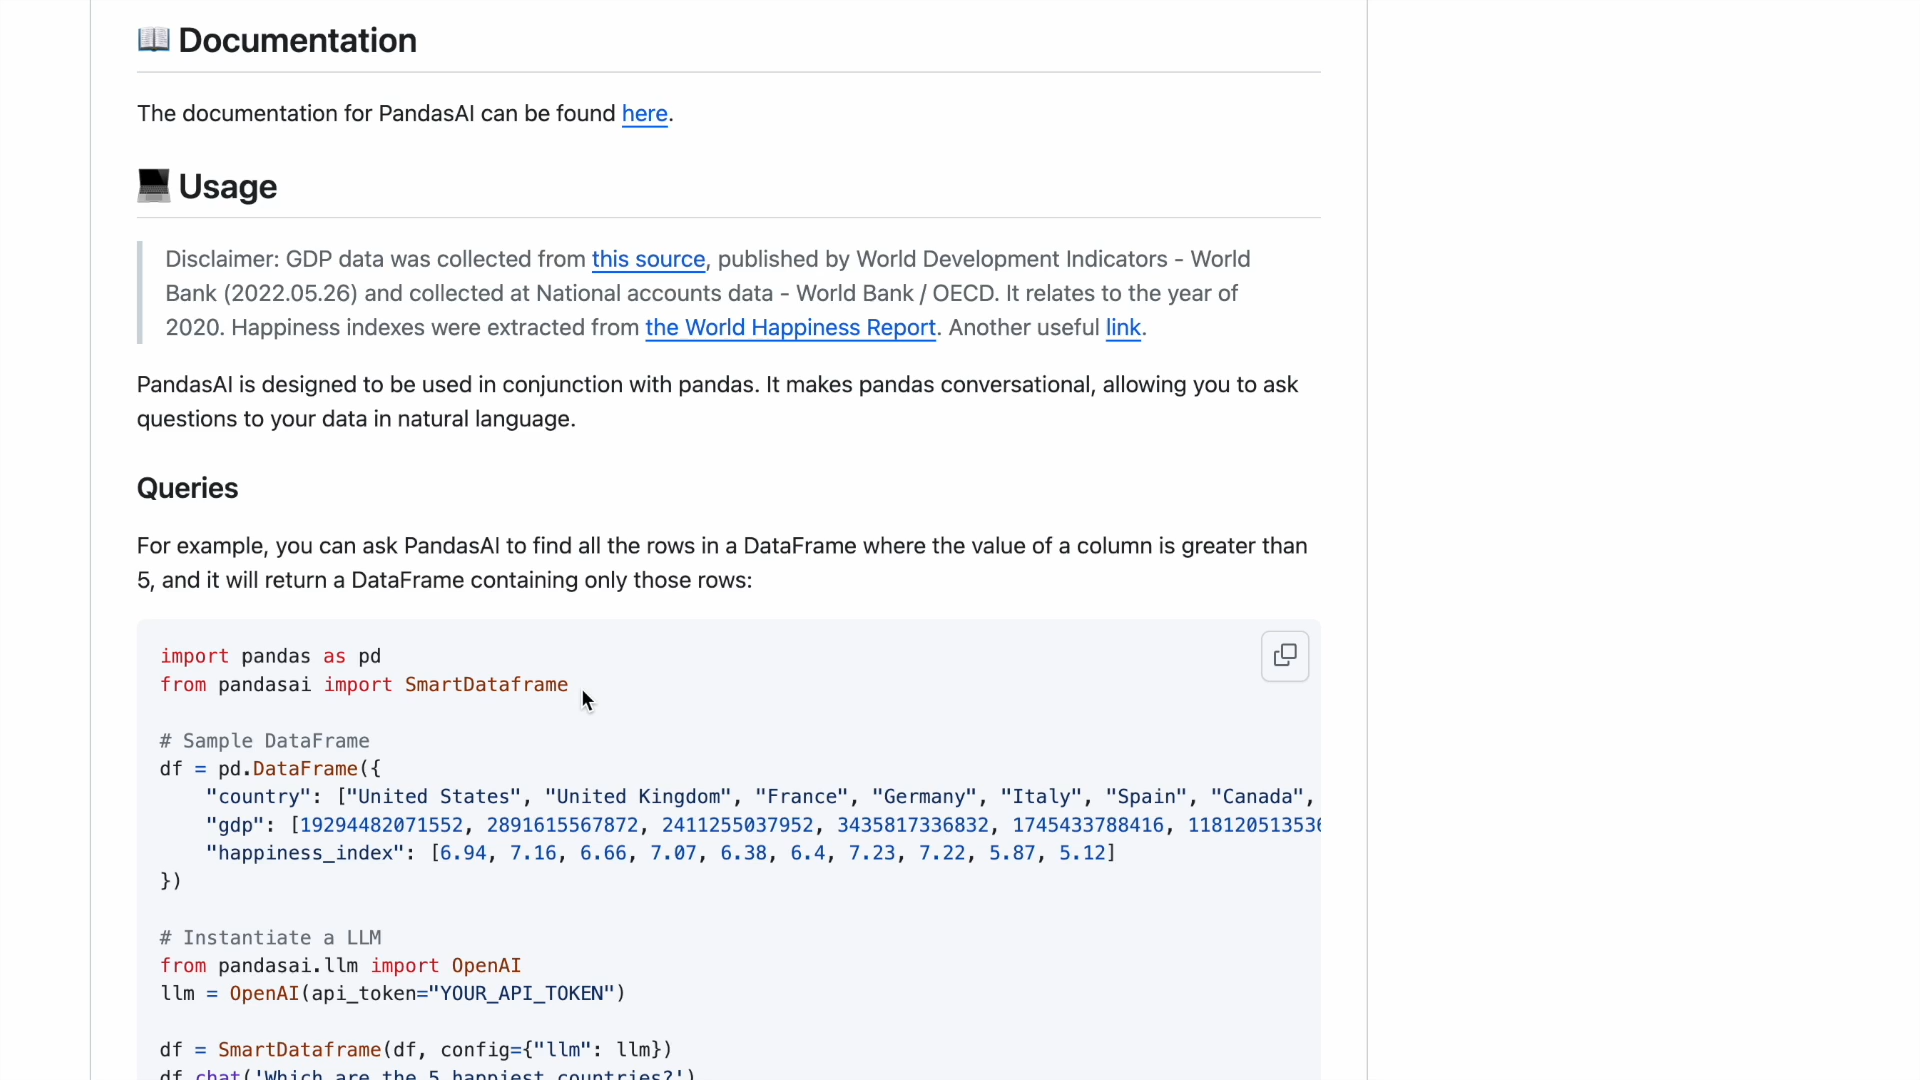 📖 Documentation
The documentation for PandasAI can be found here.
💻 Usage
Disclaimer: GDP data was collected from this source, published by World Development Indicators - World
Bank (2022.05.26) and collected at National accounts data - World Bank / OECD. It relates to the year of
2020. Happiness indexes were extracted from the World Happiness Report. Another useful link.
PandasAI is designed to be used in conjunction with pandas. It makes pandas conversational, allowing you to ask
questions to your data in natural language.
Queries
For example, you can ask PandasAI to find all the rows in a DataFrame where the value of a column is greater than
5, and it will return a DataFrame containing only those rows:
import pandas as pd
from pandasai import SmartDataframe
# Sample DataFrame
df = pd.DataFrame({
    "country": ["United States", "United Kingdom", "France", "Germany", "Italy", "Spain", "Canada",
    "gdp": [19294482071552, 2891615567872, 2411255037952, 3435817336832, 1745433788416, 118120513536
    "happiness_index": [6.94, 7.16, 6.66, 7.07, 6.38, 6.4, 7.23, 7.22, 5.87, 5.12]
})
# Instantiate a LLM
from pandasai.llm import OpenAI
llm = OpenAI(api_token="YOUR_API_TOKEN")
df = SmartDataframe(df, config={"llm": llm})
df.chat('Which are the 5 happiest countries?')